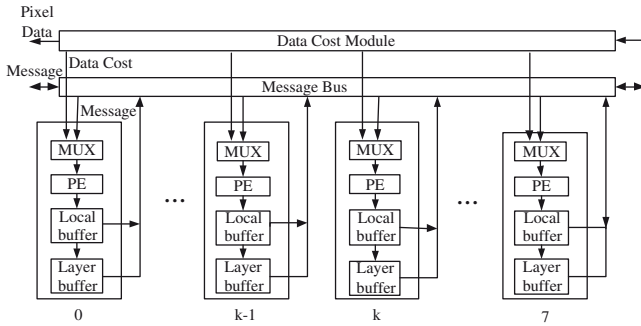 Pixel
Data
Data Cost Module
Data Cost
Message
Message Bus
Message
MUX
PE
Local
buffer
Layer
buffer
0
...
MUX
PE
Local
buffer
Layer
buffer
k-1
MUX
PE
Local
buffer
Layer
buffer
k
...
MUX
PE
Local
buffer
Layer
buffer
7